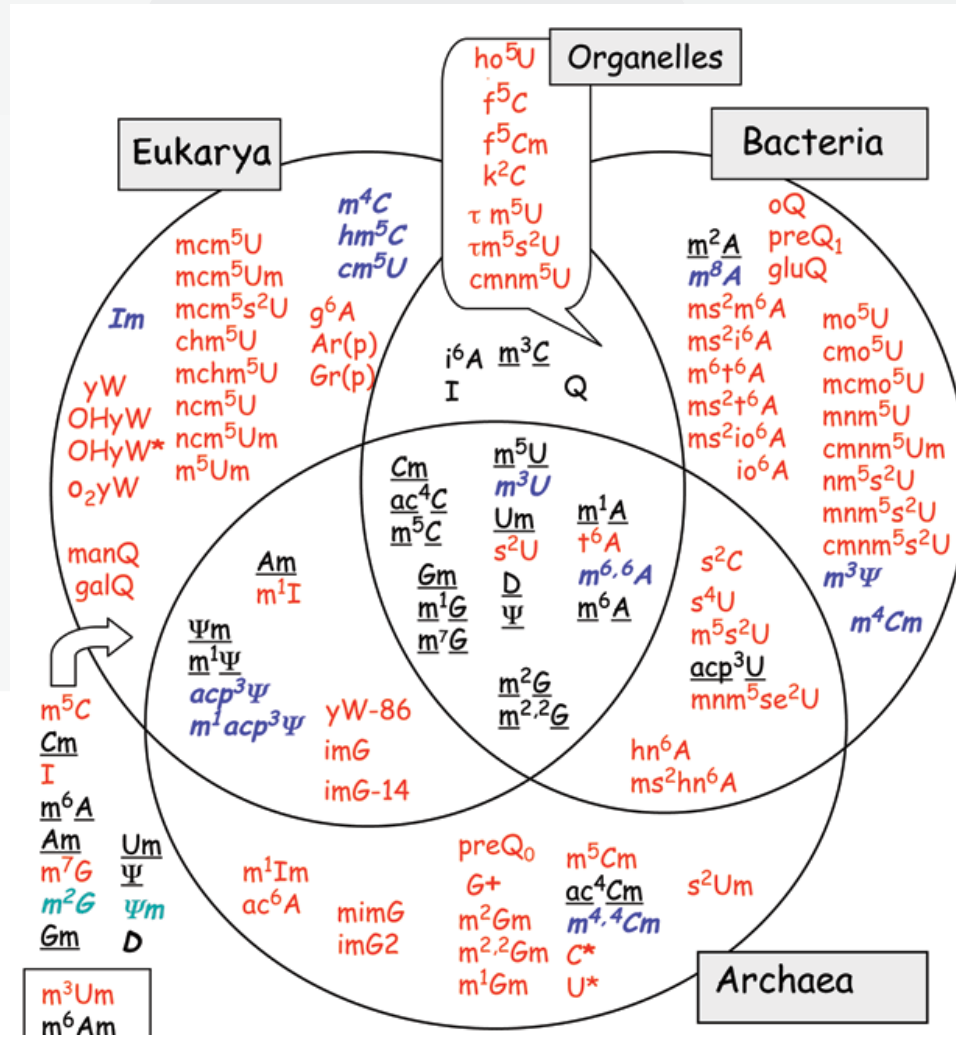 Organelles
ho⁵U
f⁵C
f⁵Cm
k²C
τ m⁵U
τm⁵s²U
cmnm⁵U
Eukarya
m⁴C
hm⁵C
cm⁵U
mcm⁵U
mcm⁵Um
mcm⁵s²U
chm⁵U
mchm⁵U
ncm⁵U
ncm⁵Um
m⁵Um
g⁶A
Ar(p)
Gr(p)
Im
yW
OHyW
OHyW*
o₂yW
manQ
galQ
Bacteria
oQ
preQ₁
gluQ
m²A
m⁸A
ms²m⁶A
ms²i⁶A
m⁶t⁶A
ms²t⁶A
ms²io⁶A
io⁶A
mo⁵U
cmo⁵U
mcmo⁵U
mnm⁵U
cmnm⁵Um
nm⁵s²U
mnm⁵s²U
cmnm⁵s²U
m³Ψ
m⁴Cm
i⁶A m³C
I Q
Cm
ac⁴C
m⁵C
m⁵U
m³U
Um
s²U
m¹A
t⁶A
m⁶,⁶A
m⁶A
Gm
m¹G
m⁷G
D
Ψ
m²G
m²,²G
Am
m¹I
Ψm
m¹Ψ
acp³Ψ
m¹acp³Ψ
yW-86
imG
imG-14
s²C
s⁴U
m⁵s²U
acp³U
mnm⁵se²U
hn⁶A
ms²hn⁶A
m⁵C
Cm
I
m⁶A
Am
m⁷G
m²G
Gm
Um
Ψ
Ψm
D
m³Um
m⁶Am
m¹Im
ac⁶A
mimG
imG2
preQ₀
G+
m²Gm
m²,²Gm
m¹Gm
m⁵Cm
ac⁴Cm
m⁴,⁴Cm
C*
U*
s²Um
Archaea